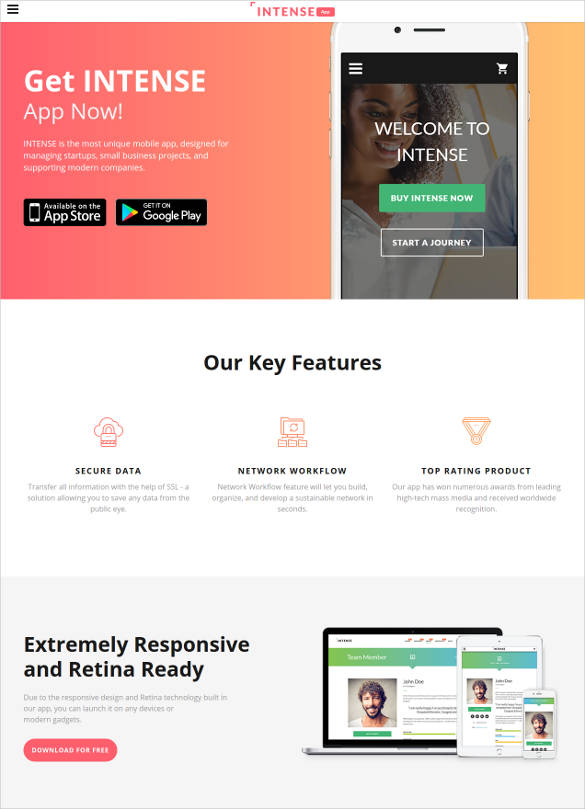 INTENSE App
Get INTENSE
App Now!
INTENSE is the most unique mobile app, designed for
managing startups, small business projects, and
supporting modern companies.
Available on the
App Store
GET IT ON
Google Play
WELCOME TO
INTENSE
BUY INTENSE NOW
START A JOURNEY
Our Key Features
SECURE DATA
Transfer all information with the help of SSL - a
solution allowing you to save any data from the
public eye.
NETWORK WORKFLOW
Network Workflow feature will let you build,
organize, and develop a sustainable network in
seconds.
TOP RATING PRODUCT
Our app has won numerous awards from leading
high-tech mass media and received worldwide
recognition.
Extremely Responsive
and Retina Ready
Due to the responsive design and Retina technology built in
our app, you can launch it on any devices or
modern gadgets.
DOWNLOAD FOR FREE
INTENSE
Team Member
John Doe
INTENSE
John Doe